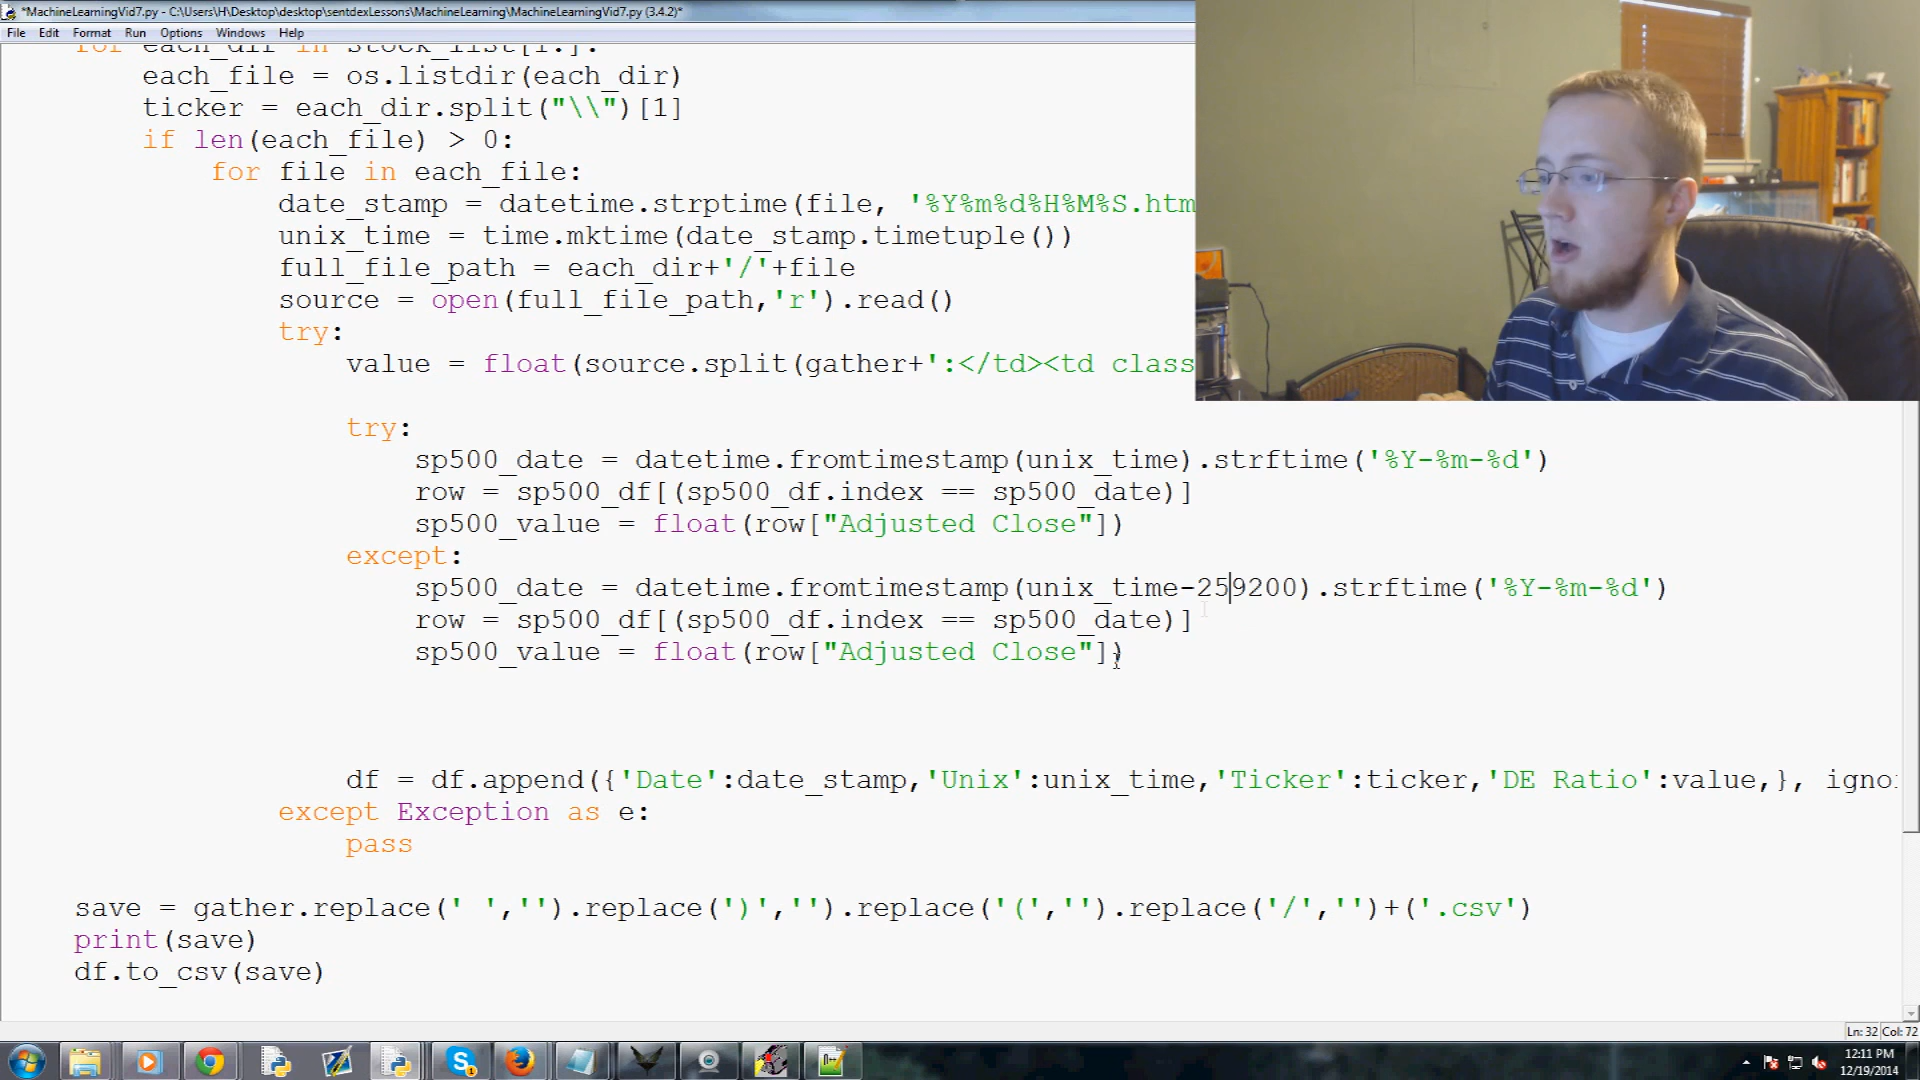 *MachineLearningVid7.py - C:\Users\H\Desktop\desktop\sentdexLessons\MachineLearning\MachineLearningVid7.py (3.4.2)*
File Edit Format Run Options Windows Help
for each_dir in stock_list[1:]:
each_file = os.listdir(each_dir)
ticker = each_dir.split("\\")[1]
if len(each_file) > 0:
for file in each_file:
date_stamp = datetime.strptime(file, '%Y%m%d%H%M%S.htm
unix_time = time.mktime(date_stamp.timetuple())
full_file_path = each_dir+'/'+file
source = open(full_file_path,'r').read()
try:
value = float(source.split(gather+':</td><td class
try:
sp500_date = datetime.fromtimestamp(unix_time).strftime('%Y-%m-%d')
row = sp500_df[(sp500_df.index == sp500_date)]
sp500_value = float(row["Adjusted Close"])
except:
sp500_date = datetime.fromtimestamp(unix_time-259200).strftime('%Y-%m-%d')
row = sp500_df[(sp500_df.index == sp500_date)]
sp500_value = float(row["Adjusted Close"])
df = df.append({'Date':date_stamp,'Unix':unix_time,'Ticker':ticker,'DE Ratio':value,}, igno
except Exception as e:
pass
save = gather.replace(' ','').replace(')','').replace('(','').replace('/','')+('.csv')
print(save)
df.to_csv(save)
Ln: 32 Col: 72
12:11 PM
12/19/2014